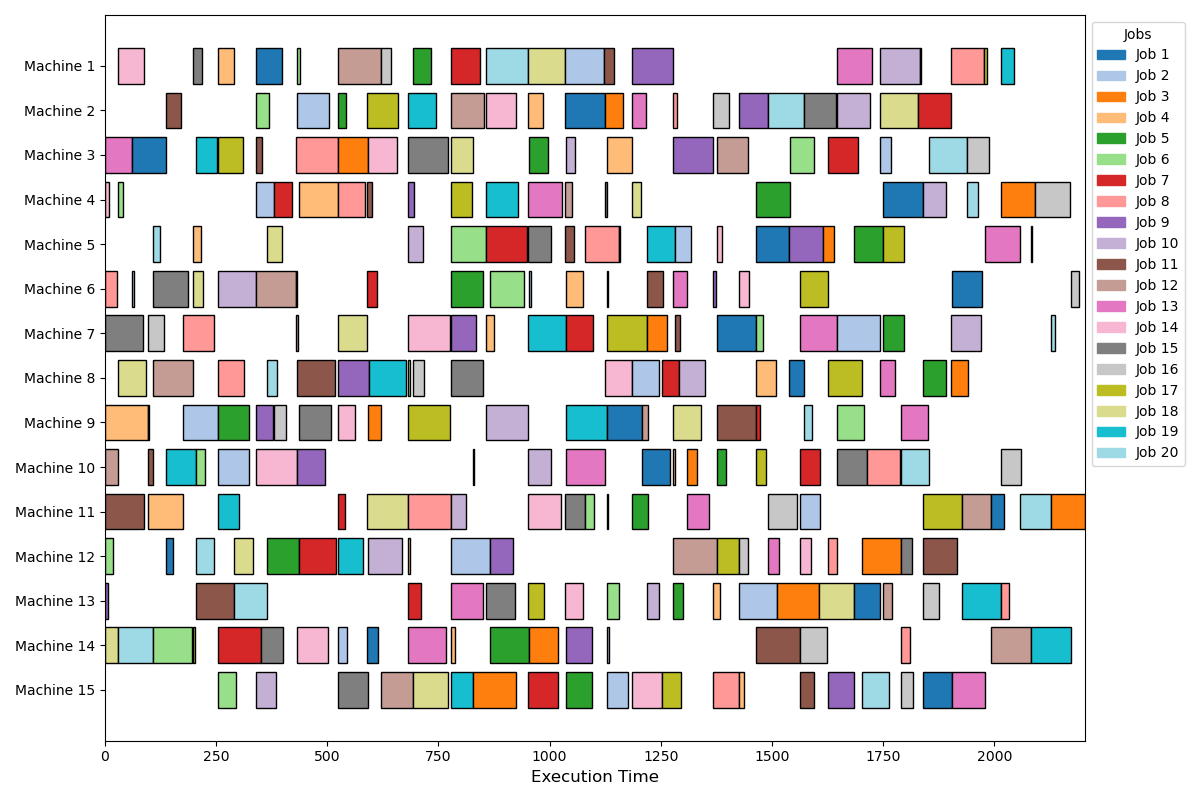 Machine 1
Machine 2
Machine 3
Machine 4
Machine 5
Machine 6
Machine 7
Machine 8
Machine 9
Machine 10
Machine 11
Machine 12
Machine 13
Machine 14
Machine 15
0 250 500 750 1000 1250 1500 1750 2000
Execution Time
Jobs
Job 1
Job 2
Job 3
Job 4
Job 5
Job 6
Job 7
Job 8
Job 9
Job 10
Job 11
Job 12
Job 13
Job 14
Job 15
Job 16
Job 17
Job 18
Job 19
Job 20